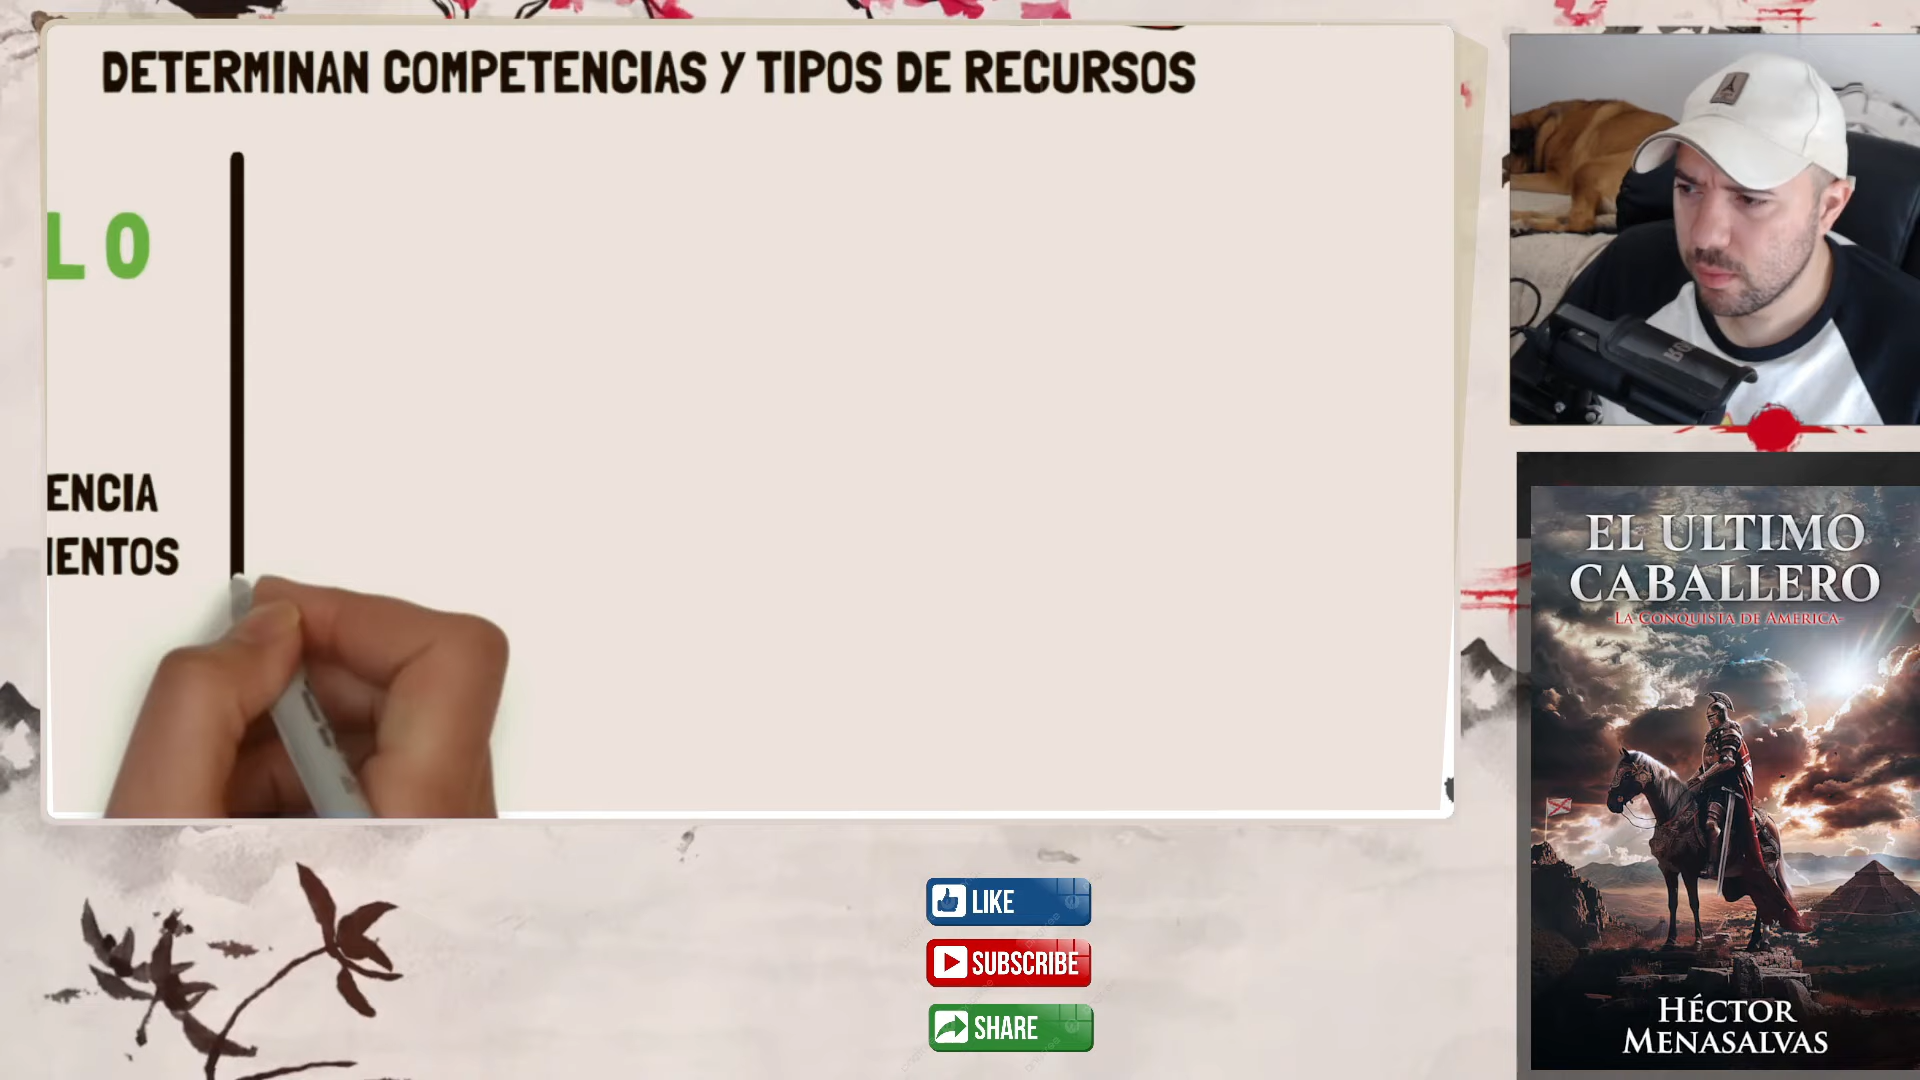 DETERMINAN COMPETENCIAS Y TIPOS DE RECURSOS
LO
ENCIA
IENTOS
EL ULTIMO
CABALLERO
LA CONQUISTA DE AMERICA
HÉCTOR
MENASALVAS
LIKE
SUBSCRIBE
SHARE